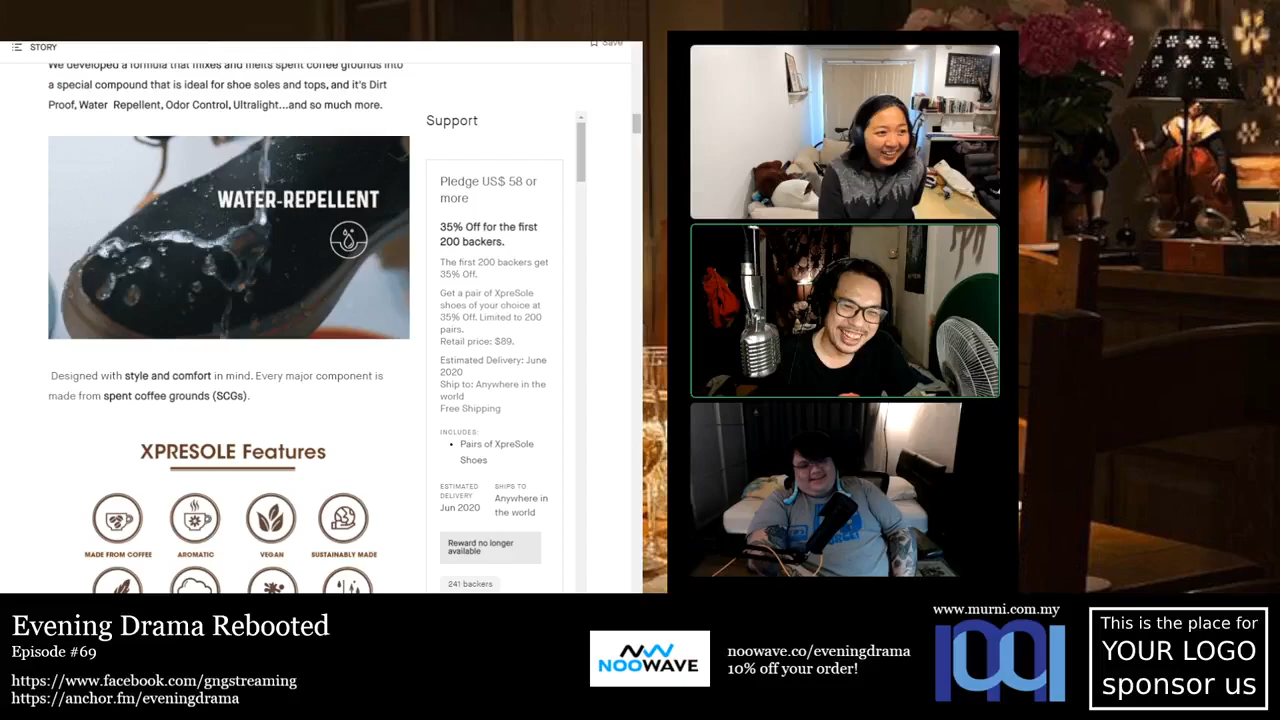 STORY
Save
We developed a formula that mixes and melts spent coffee grounds into
a special compound that is ideal for shoe soles and tops, and it's Dirt
Proof, Water Repellent, Odor Control, Ultralight...and so much more.
WATER-REPELLENT
Designed with style and comfort in mind. Every major component is
made from spent coffee grounds (SCGs).
XPRESOLE Features
MADE FROM COFFEE
AROMATIC
VEGAN
SUSTAINABLY MADE
Support
Pledge US$ 58 or
more
35% Off for the first
200 backers.
The first 200 backers get
35% Off.
Get a pair of XpreSole
shoes of your choice at
35% Off. Limited to 200
pairs.
Retail price: $89.
Estimated Delivery: June
2020
Ship to: Anywhere in the
world
Free Shipping
INCLUDES:
• Pairs of XpreSole
Shoes
ESTIMATED
DELIVERY
Jun 2020
SHIPS TO
Anywhere in
the world
Reward no longer
available
241 backers
Evening Drama Rebooted
Episode #69
https://www.facebook.com/gngstreaming
https://anchor.fm/eveningdrama
NOOWAVE
noowave.co/eveningdrama
10% off your order!
www.murni.com.my
This is the place for
YOUR LOGO
sponsor us